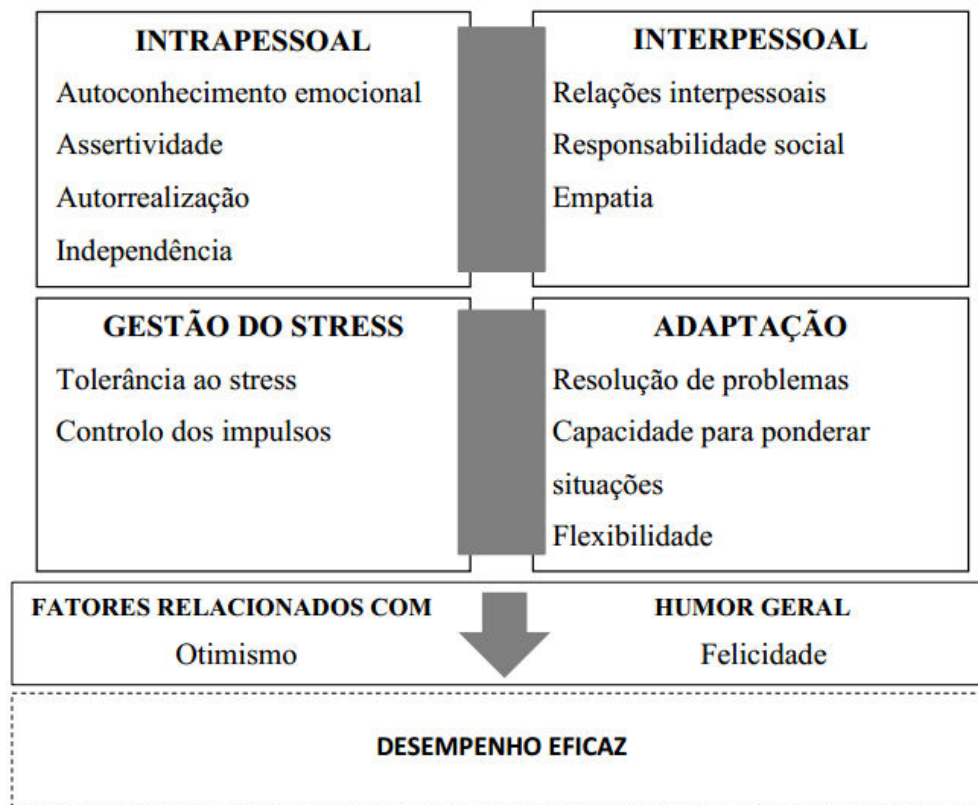 INTRAPESSOAL
Autoconhecimento emocional
Assertividade
Autorrealização
Independência
INTERPESSOAL
Relações interpessoais
Responsabilidade social
Empatia
GESTÃO DO STRESS
Tolerância ao stress
Controlo dos impulsos
ADAPTAÇÃO
Resolução de problemas
Capacidade para ponderar
situações
Flexibilidade
FATORES RELACIONADOS COM
Otimismo
HUMOR GERAL
Felicidade
DESEMPENHO EFICAZ